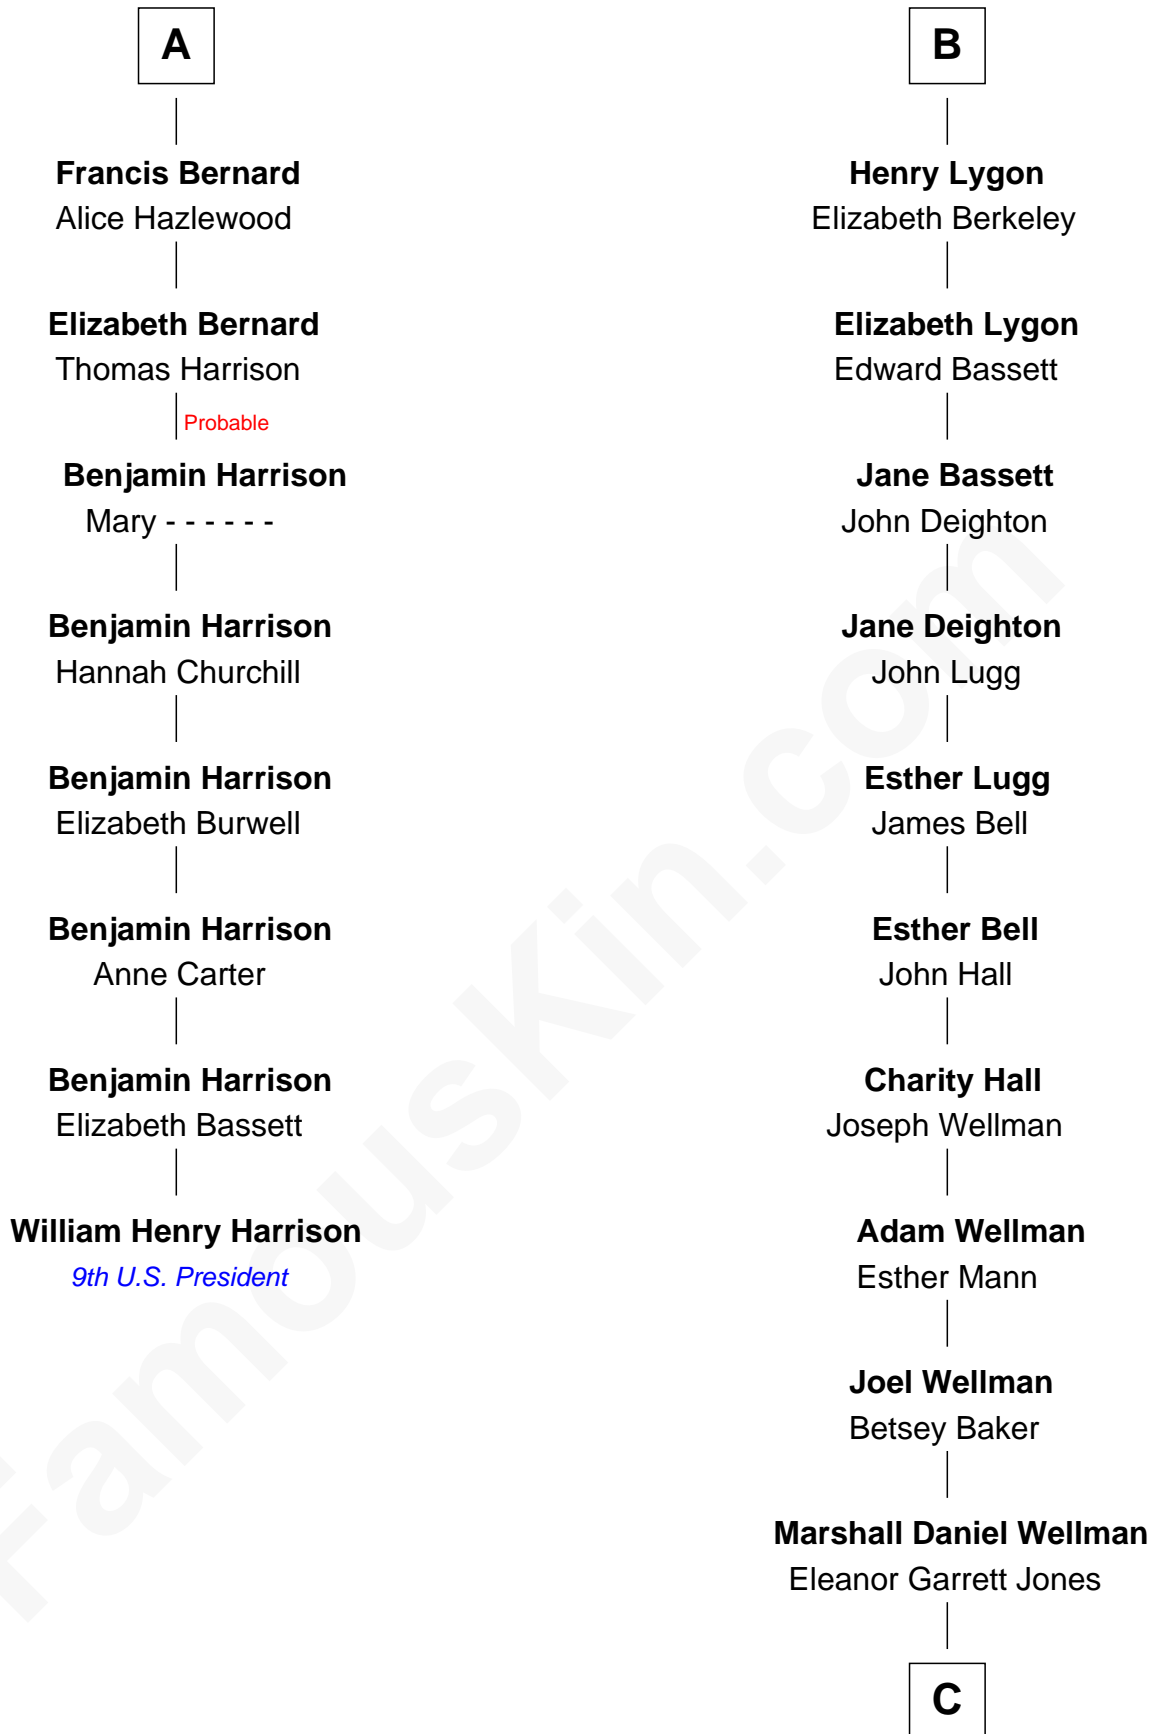 A
Francis Bernard
Alice Hazlewood
Elizabeth Bernard
Thomas Harrison
Probable
Benjamin Harrison
Mary - - - - - -
Benjamin Harrison
Hannah Churchill
Benjamin Harrison
Elizabeth Burwell
Benjamin Harrison
Anne Carter
Benjamin Harrison
Elizabeth Bassett
William Henry Harrison
9th U.S. President
B
Henry Lygon
Elizabeth Berkeley
Elizabeth Lygon
Edward Bassett
Jane Bassett
John Deighton
Jane Deighton
John Lugg
Esther Lugg
James Bell
Esther Bell
John Hall
Charity Hall
Joseph Wellman
Adam Wellman
Esther Mann
Joel Wellman
Betsey Baker
Marshall Daniel Wellman
Eleanor Garrett Jones
C
FamousKin.com